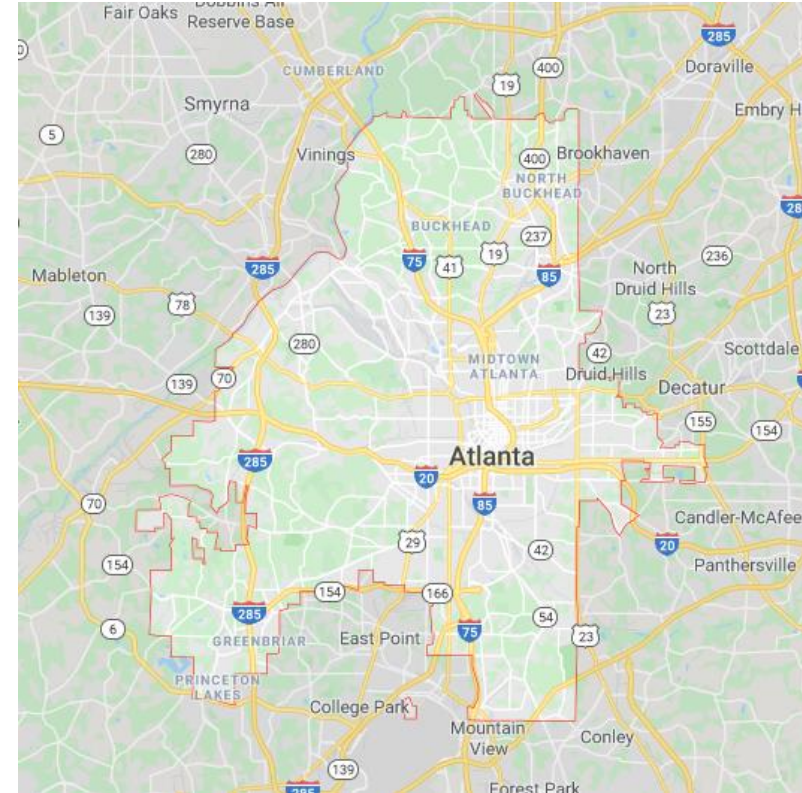 Fair Oaks
Dobbins Air
Reserve Base
285
400
Doraville
CUMBERLAND
19
Smyrna
Embry H
5
280
Vinings
400
Brookhaven
NORTH
BUCKHEAD
28
BUCKHEAD
237
75
41
19
285
85
236
Mableton
North
Druid Hills
78
139
23
280
42
Scottdale
MIDTOWN
ATLANTA
70
139
Druid Hills
Decatur
155
154
Atlanta
285
20
70
85
Candler-McAfee
29
42
20
154
Panthersville
154
166
285
54
6
75
23
GREENBRIAR
East Point
PRINCETON
LAKES
College Park
Mountain
View
Conley
139
285
Forest Park